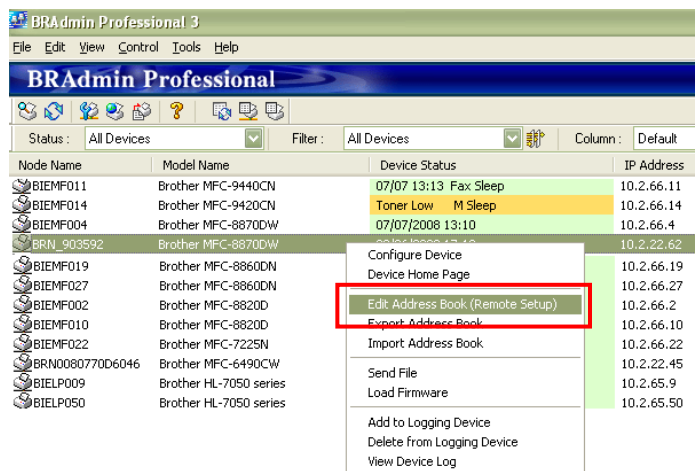 BRAdmin Professional 3
File Edit View Control Tools Help
BRAdmin Professional
Status : All Devices Filter : All Devices Column : Default
Node Name Model Name Device Status IP Address
BIEMF011 Brother MFC-9440CN 07/07 13:13 Fax Sleep 10.2.66.11
BIEMF014 Brother MFC-9420CN Toner Low M Sleep 10.2.66.14
BIEMF004 Brother MFC-8870DW 07/07/2008 13:10 10.2.66.4
BRN_903592 Brother MFC-8870DW 10.2.22.62
Configure Device
BIEMF019 Brother MFC-8860DN 10.2.66.19
Device Home Page
BIEMF027 Brother MFC-8860DN 10.2.66.27
Edit Address Book (Remote Setup)
BIEMF002 Brother MFC-8820D 10.2.66.2
Export Address Book
BIEMF010 Brother MFC-8820D 10.2.66.10
Import Address Book
BIEMF022 Brother MFC-7225N 10.2.66.22
BRN0080770D6046 Brother MFC-6490CW 10.2.22.45
Send File
BIELP009 Brother HL-7050 series 10.2.65.9
Load Firmware
BIELP050 Brother HL-7050 series 10.2.65.50
Add to Logging Device
Delete from Logging Device
View Device Log